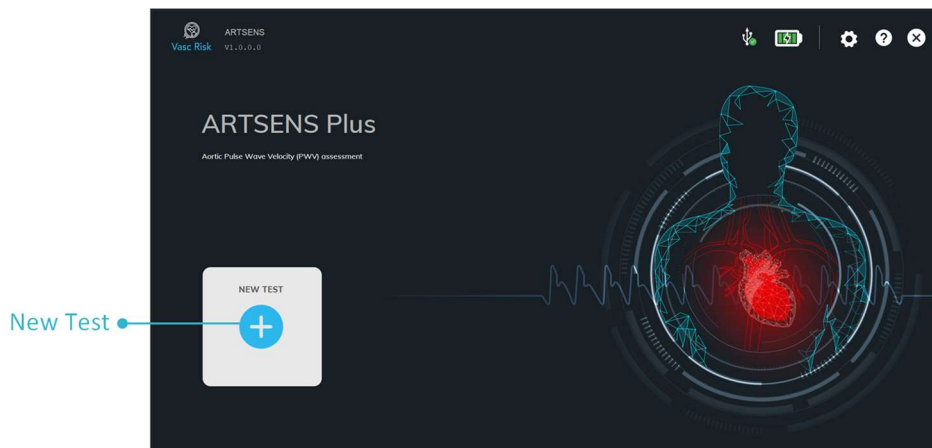 ARTSENS
Vasc Risk V1.0.0.0
ARTSENS Plus
Aortic Pulse Wave Velocity (PWV) assessment
NEW TEST
New Test